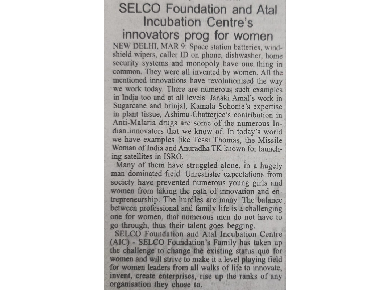 SELCO Foundation and Atal
Incubation Centre's
innovators prog for women
NEW DELHI, MAR 9: Space station batteries, wind-
shield wipers, caller ID on phone, dishwasher, home
security systems and monopoly have one thing in
common. They were all invented by women. All the
mentioned innovations have revolutionised the way
we work today. There are numerous such examples
in India too and at all levels. Janaki Amal's work in
Sugarcane and brinjal, Kamala Sohonie's expertise
in plant tissue, Ashima Chatterjee's contribution in
Anti-Malaria drugs are some of the numerous In-
dian innovators that we know of. In today's world
we have examples like Tessi Thomas, the Missile
Woman of India and Anuradha TK known for launch-
ing satellites in ISRO.
Many of them have struggled alone, in a hugely
man dominated field. Unrealistic expectations from
society have prevented numerous young girls and
women from taking the path of innovation and en-
trepreneurship. The hurdles are many. The balance
between professional and family life is a challenging
one for women, that numerous men do not have to
go through, thus their talent goes begging.
SELCO Foundation and Atal Incubation Centre
(AIC) - SELCO Foundation's Family has taken up
the challenge to change the existing status quo for
women and will strive to make it a level playing field
for women leaders from all walks of life to innovate,
invent, create enterprises, rise up the ranks of any
organisation they chose to.